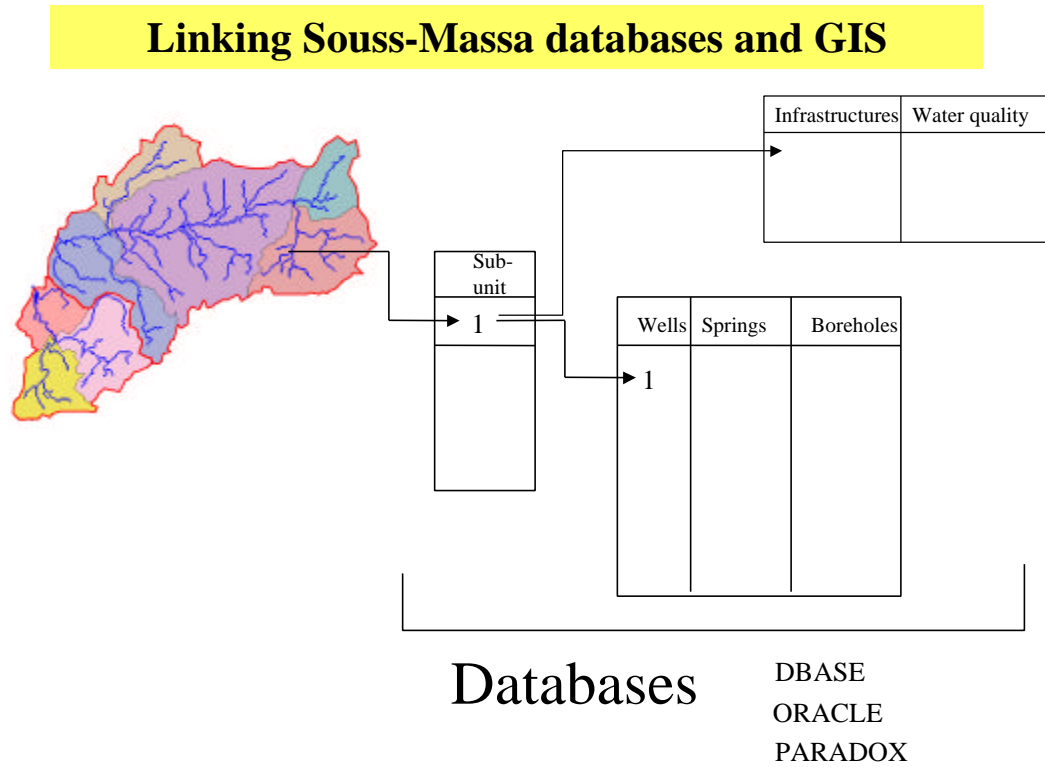 Linking Souss-Massa databases and GIS
Infrastructures Water quality
Sub-
unit
1
Wells Springs Boreholes
1
Databases
DBASE
ORACLE
PARADOX